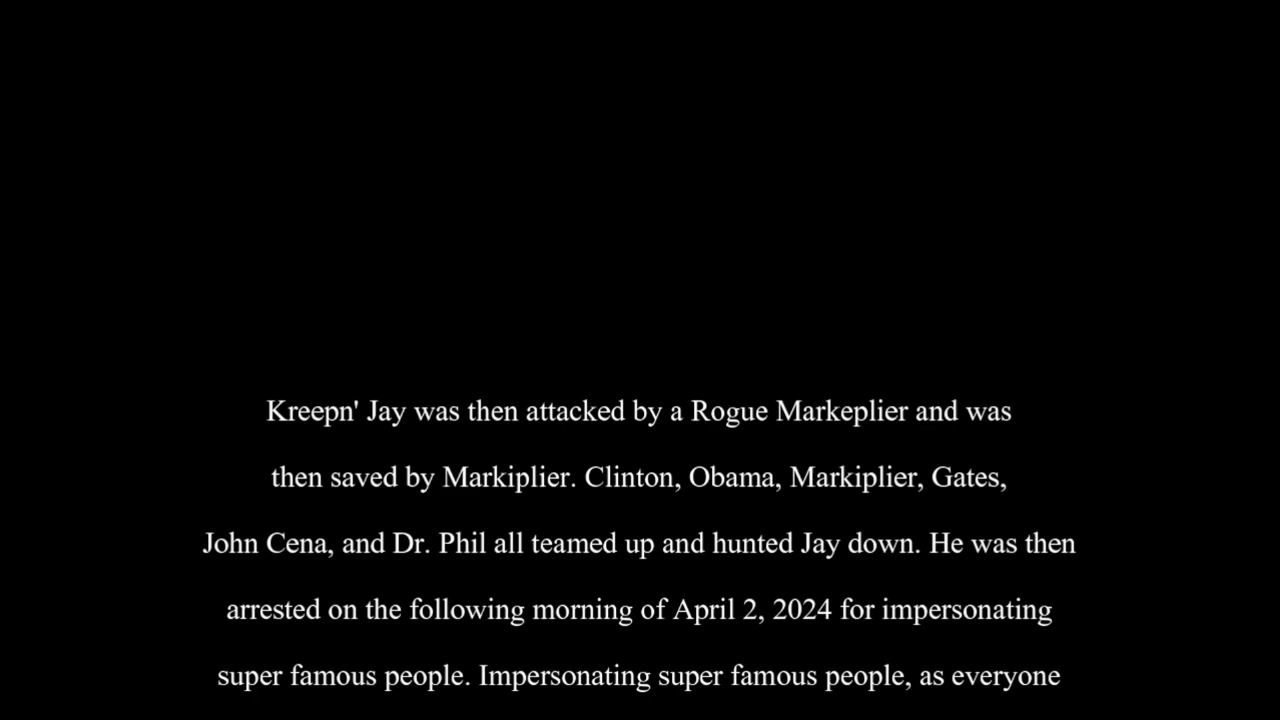 Kreepn' Jay was then attacked by a Rogue Markeplier and was
then saved by Markiplier. Clinton, Obama, Markiplier, Gates,
John Cena, and Dr. Phil all teamed up and hunted Jay down. He was then
arrested on the following morning of April 2, 2024 for impersonating
super famous people. Impersonating super famous people, as everyone